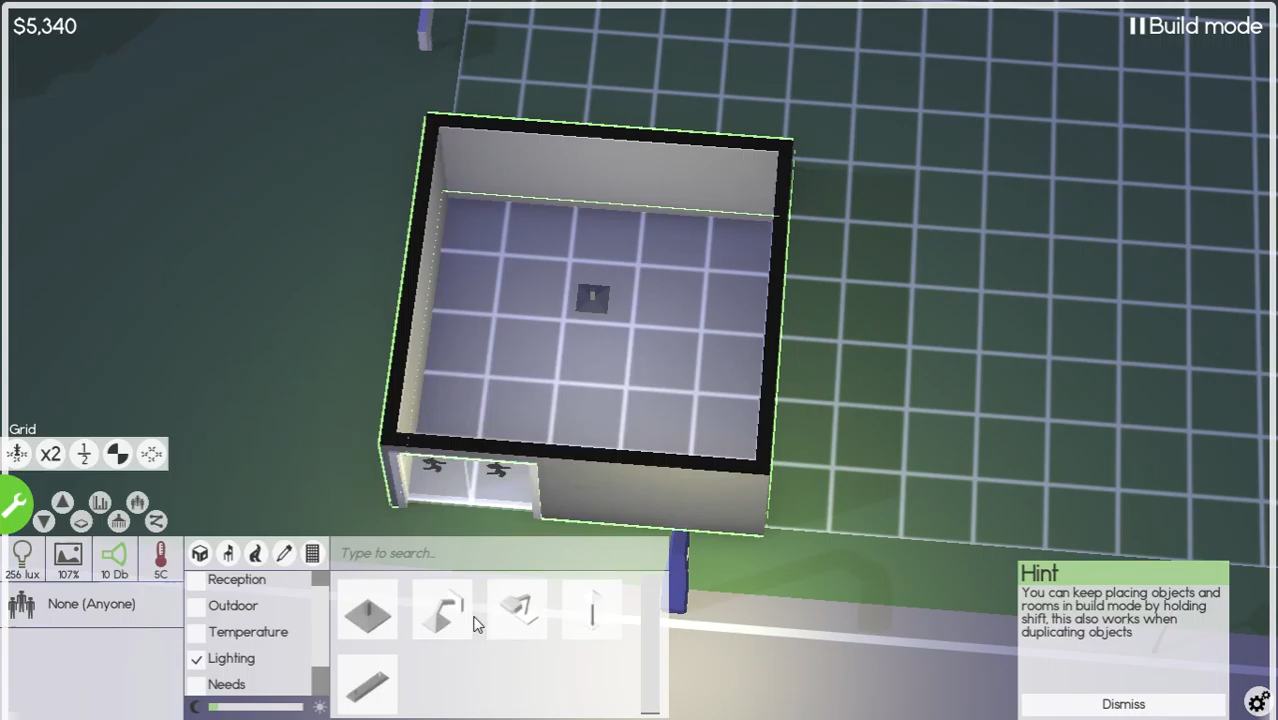 $5,340
Build mode
Grid
x2
1/2
256 lux
107%
10 Db
5C
None (Anyone)
Type to search..
Reception
Outdoor
Temperature
Lighting
Needs
Hint
You can keep placing objects and
rooms in build mode by holding
shift, this also works when
duplicating objects
Dismiss